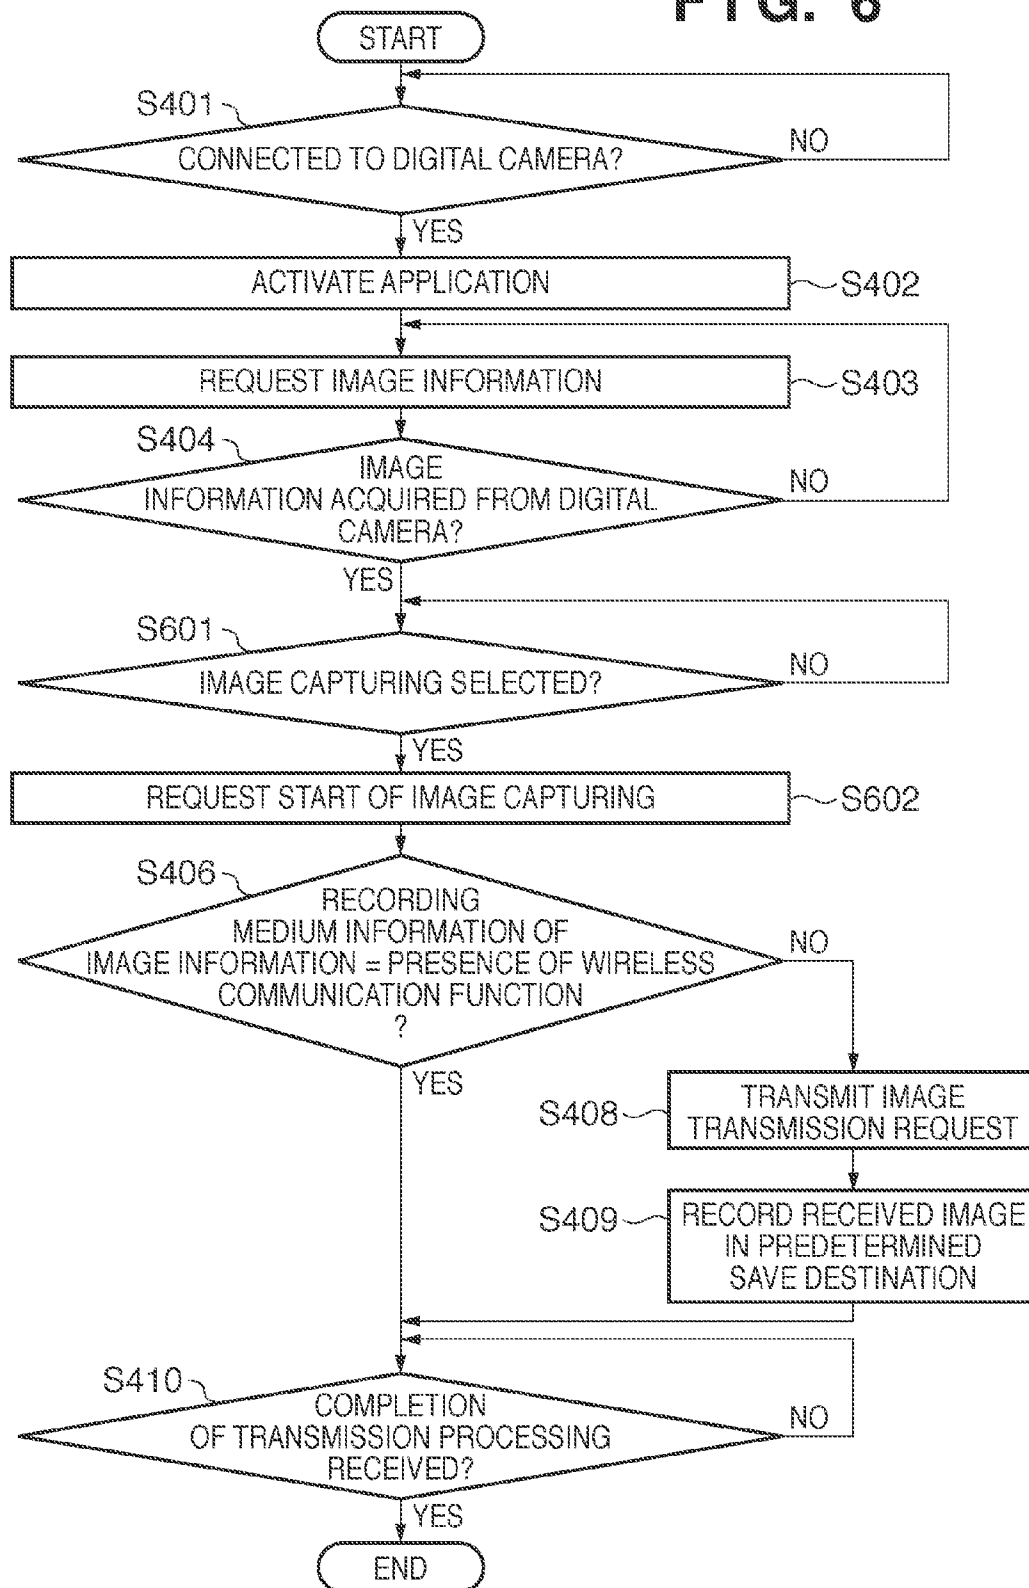 FIG. 6
START
S401
CONNECTED TO DIGITAL CAMERA?
NO
YES
ACTIVATE APPLICATION
S402
REQUEST IMAGE INFORMATION
S403
S404
IMAGE
INFORMATION ACQUIRED FROM DIGITAL
CAMERA?
NO
YES
S601
IMAGE CAPTURING SELECTED?
NO
YES
REQUEST START OF IMAGE CAPTURING
S602
S406
RECORDING
MEDIUM INFORMATION OF
IMAGE INFORMATION = PRESENCE OF WIRELESS
COMMUNICATION FUNCTION
?
NO
YES
S408
TRANSMIT IMAGE
TRANSMISSION REQUEST
S409
RECORD RECEIVED IMAGE
IN PREDETERMINED
SAVE DESTINATION
S410
COMPLETION
OF TRANSMISSION PROCESSING
RECEIVED?
NO
YES
END